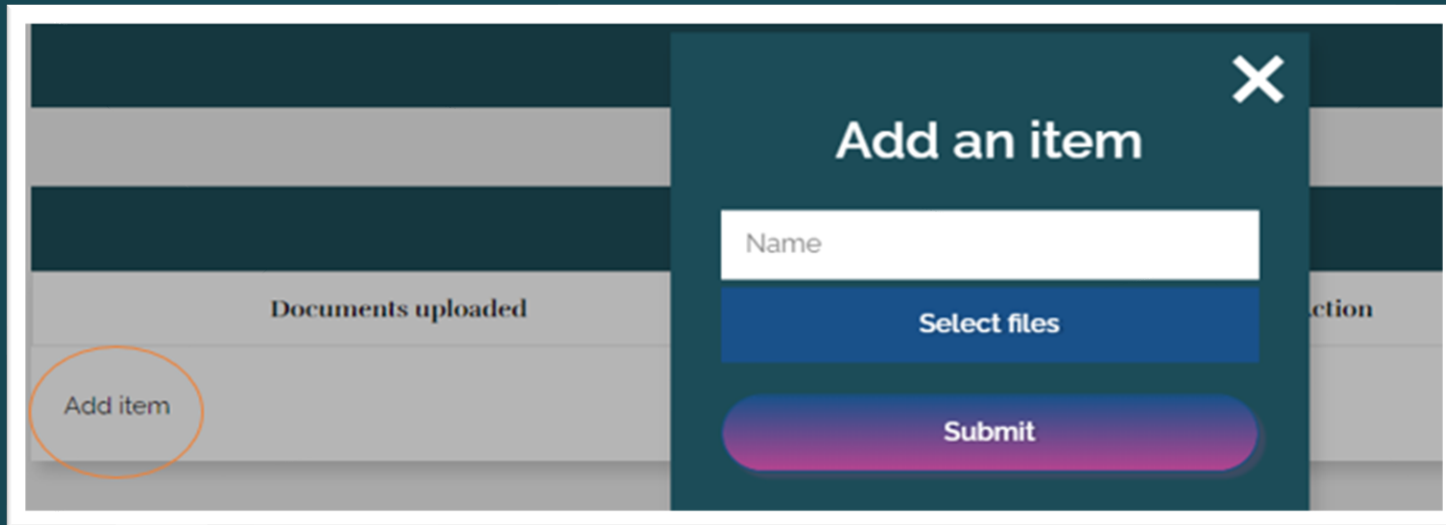 Add an item
Name
Select files
Documents uploaded
ction
Add item
Submit